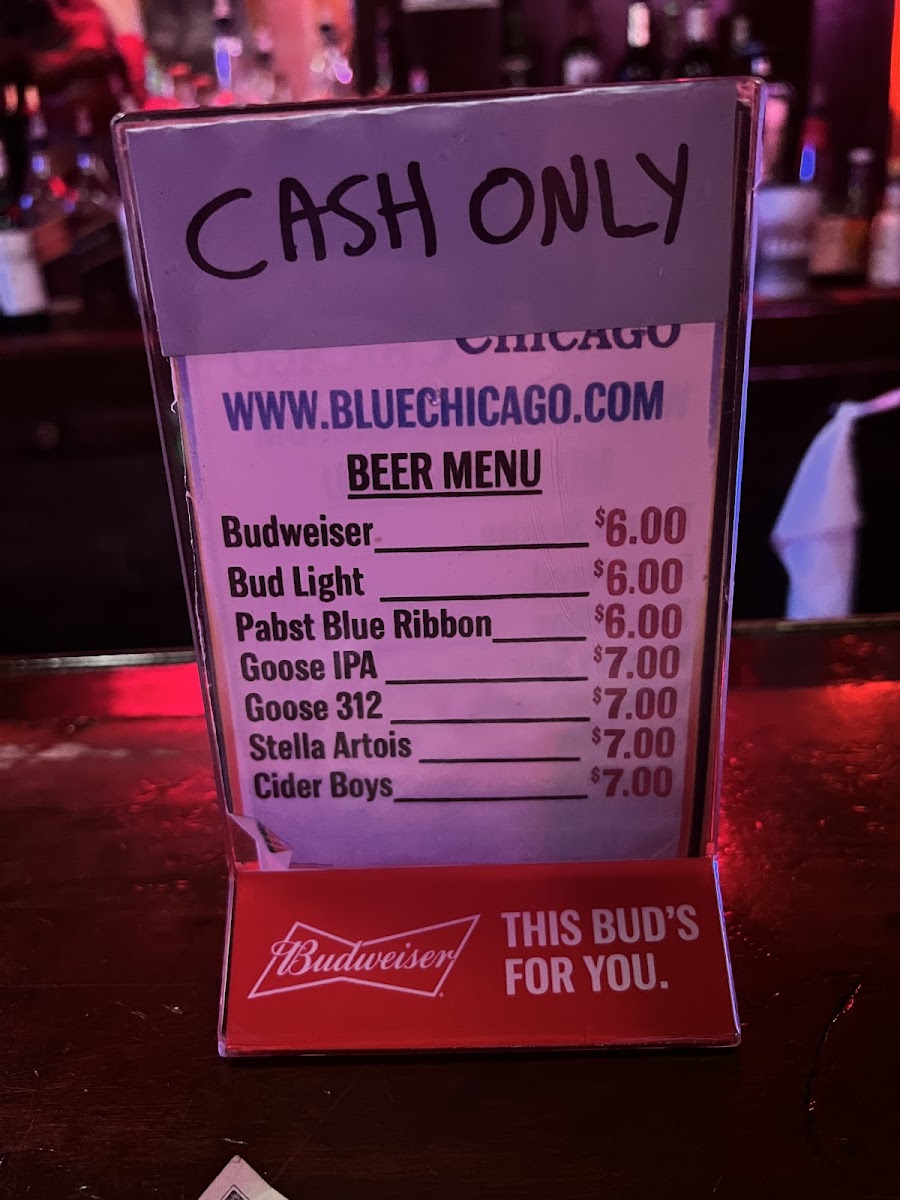 CASH ONLY
CHICAGO
WWW.BLUECHICAGO.COM
BEER MENU
Budweiser $6.00
Bud Light $6.00
Pabst Blue Ribbon $6.00
Goose IPA $7.00
Goose 312 $7.00
Stella Artois $7.00
Cider Boys $7.00
Budweiser
THIS BUD'S
FOR YOU.